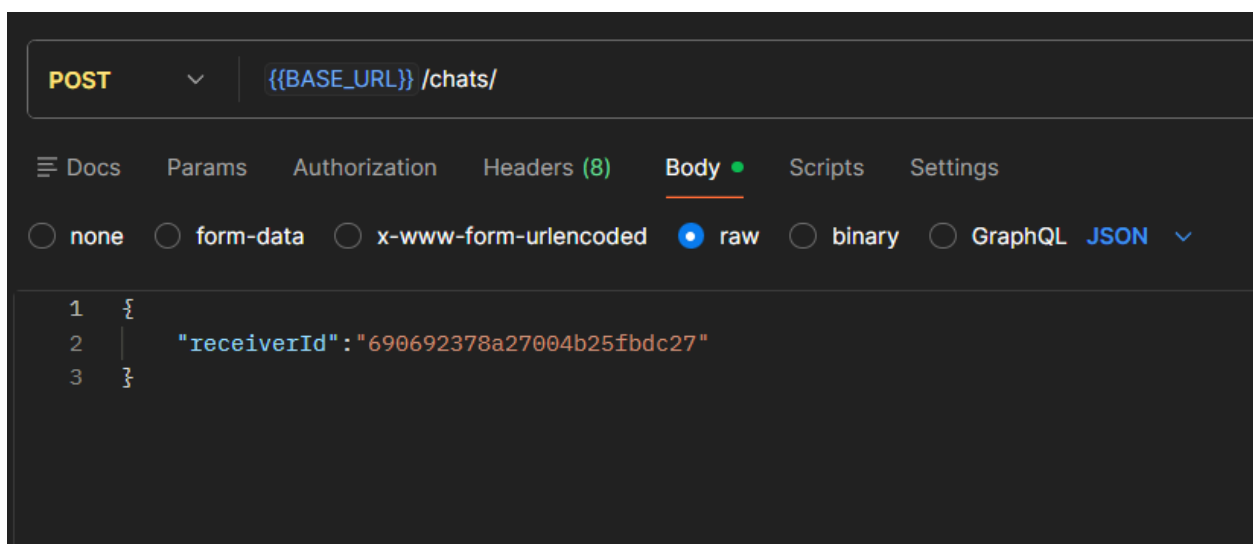 POST {{BASE_URL}} /chats/
Docs Params Authorization Headers (8) Body Scripts Settings
none form-data x-www-form-urlencoded raw binary GraphQL JSON
1 {
2 "receiverId":"690692378a27004b25fbdc27"
3 }